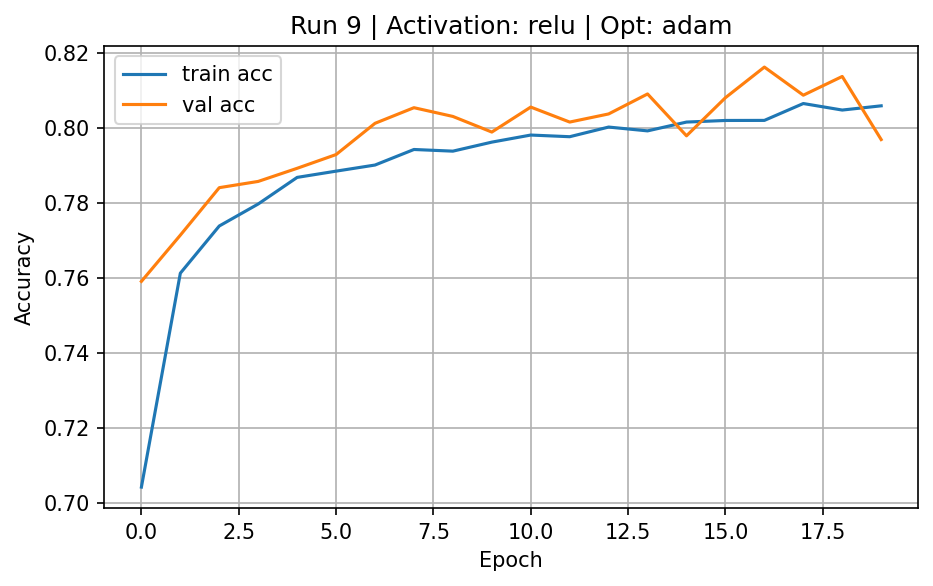 Run 9 | Activation: relu | Opt: adam
train acc
val acc
0.82
0.80
0.78
0.76
0.74
0.72
0.70
Accuracy
0.0 2.5 5.0 7.5 10.0 12.5 15.0 17.5
Epoch